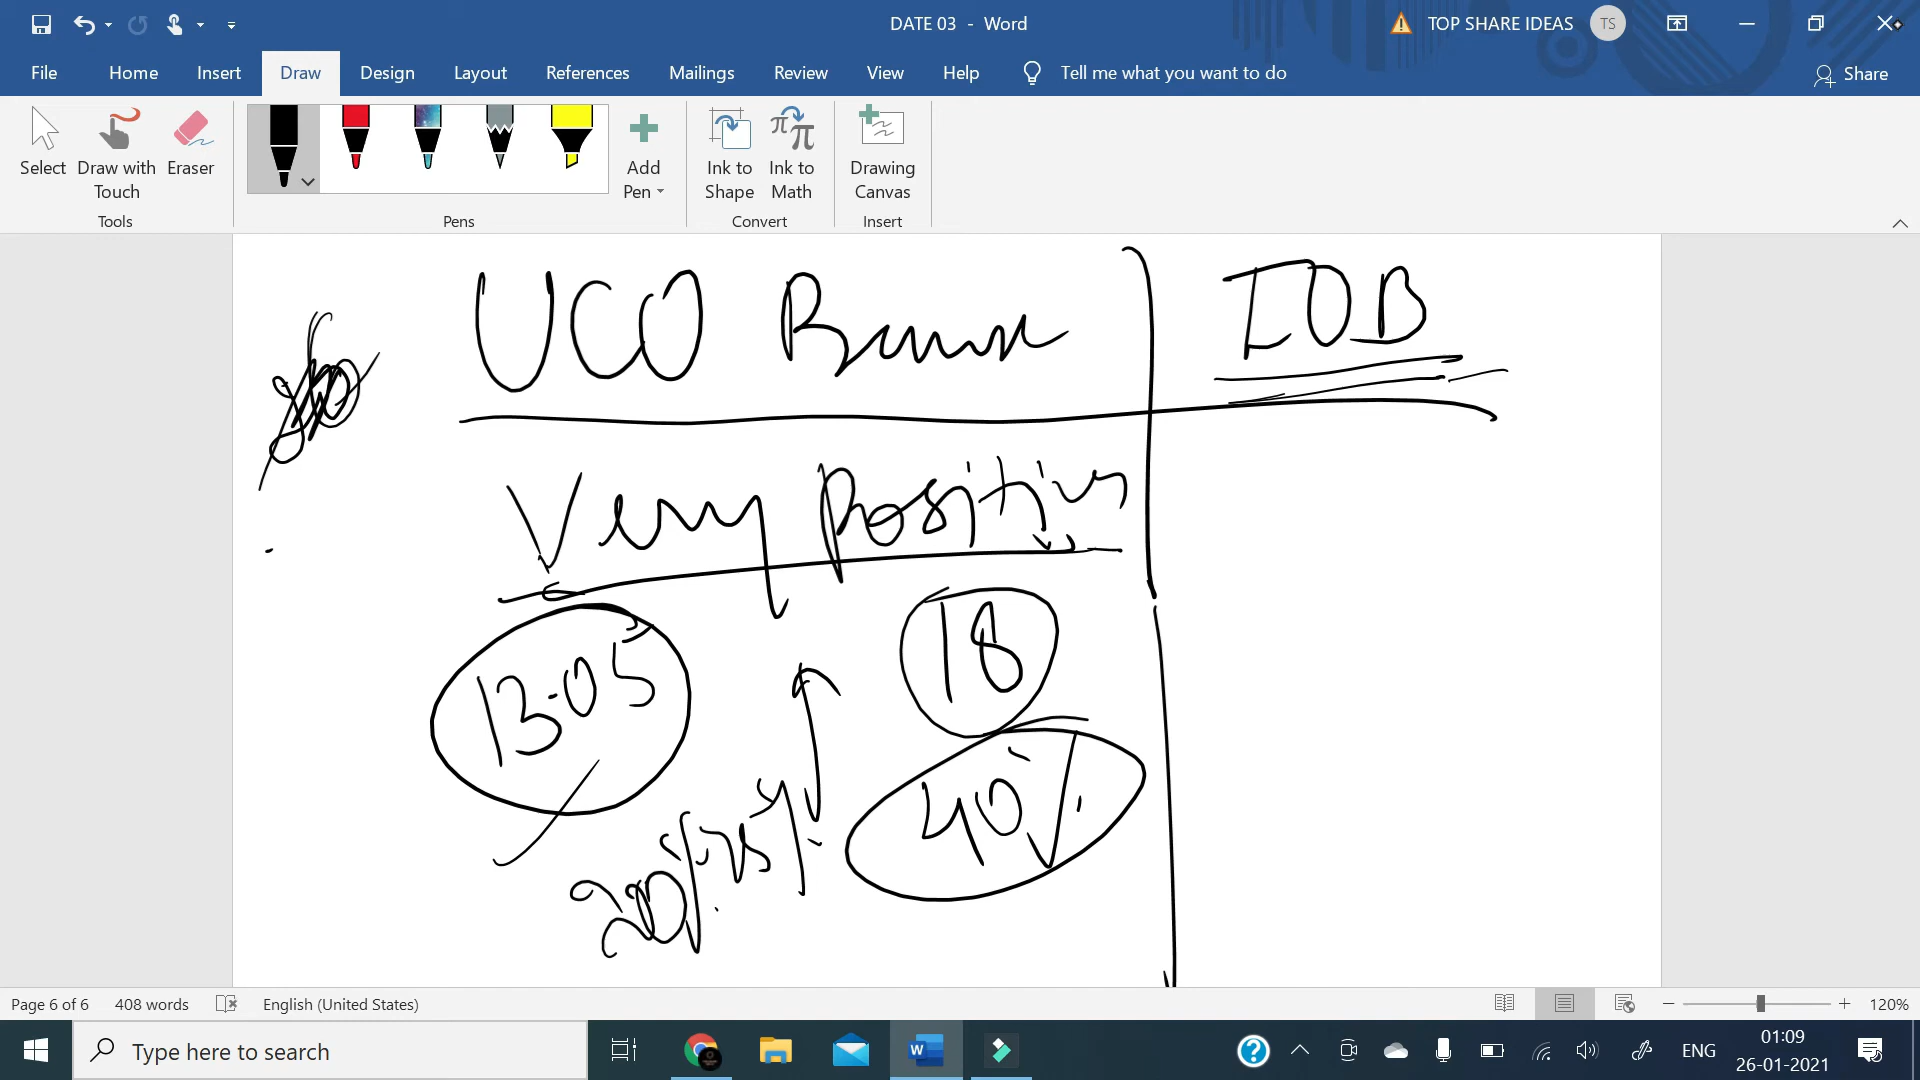 DATE 03 - Word
TOP SHARE IDEAS
TS
File
Home
Insert
Draw
Design
Layout
References
Mailings
Review
View
Help
Tell me what you want to do
Share
Select
Draw with
Touch
Eraser
Add
Pen
Ink to
Shape
Ink to
Math
Drawing
Canvas
Tools
Pens
Convert
Insert
UCO Bank
IOB
Very Positive
13.05
18
40%
20%-25%
Page 6 of 6
408 words
English (United States)
120%
Type here to search
ENG
01:09
26-01-2021